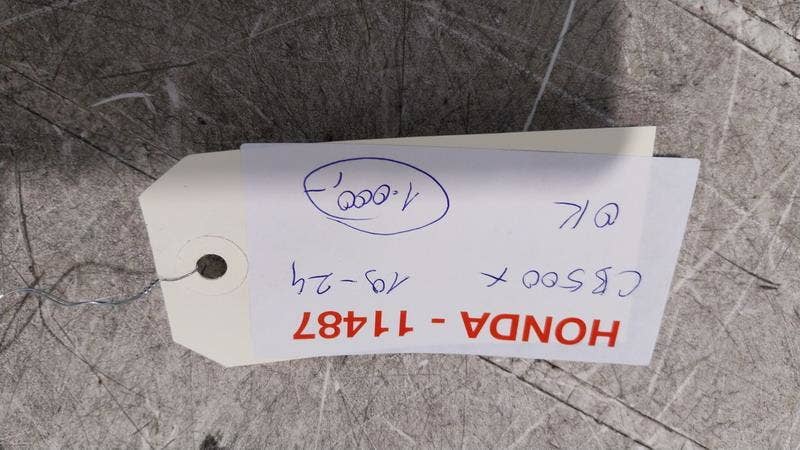 HONDA - 11487
CB500X 19-24
OK 1.000,-